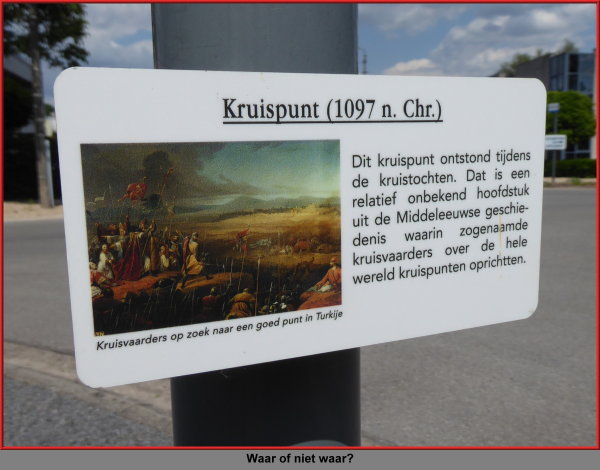 Kruispunt (1097 n. Chr.)
Dit kruispunt ontstond tijdens
de kruistochten. Dat is een
relatief onbekend hoofdstuk
uit de Middeleeuwse geschie-
denis waarin zogenaamde
kruisvaarders over de hele
wereld kruispunten oprichtten.
Kruisvaarders op zoek naar een goed punt in Turkije
Waar of niet waar?